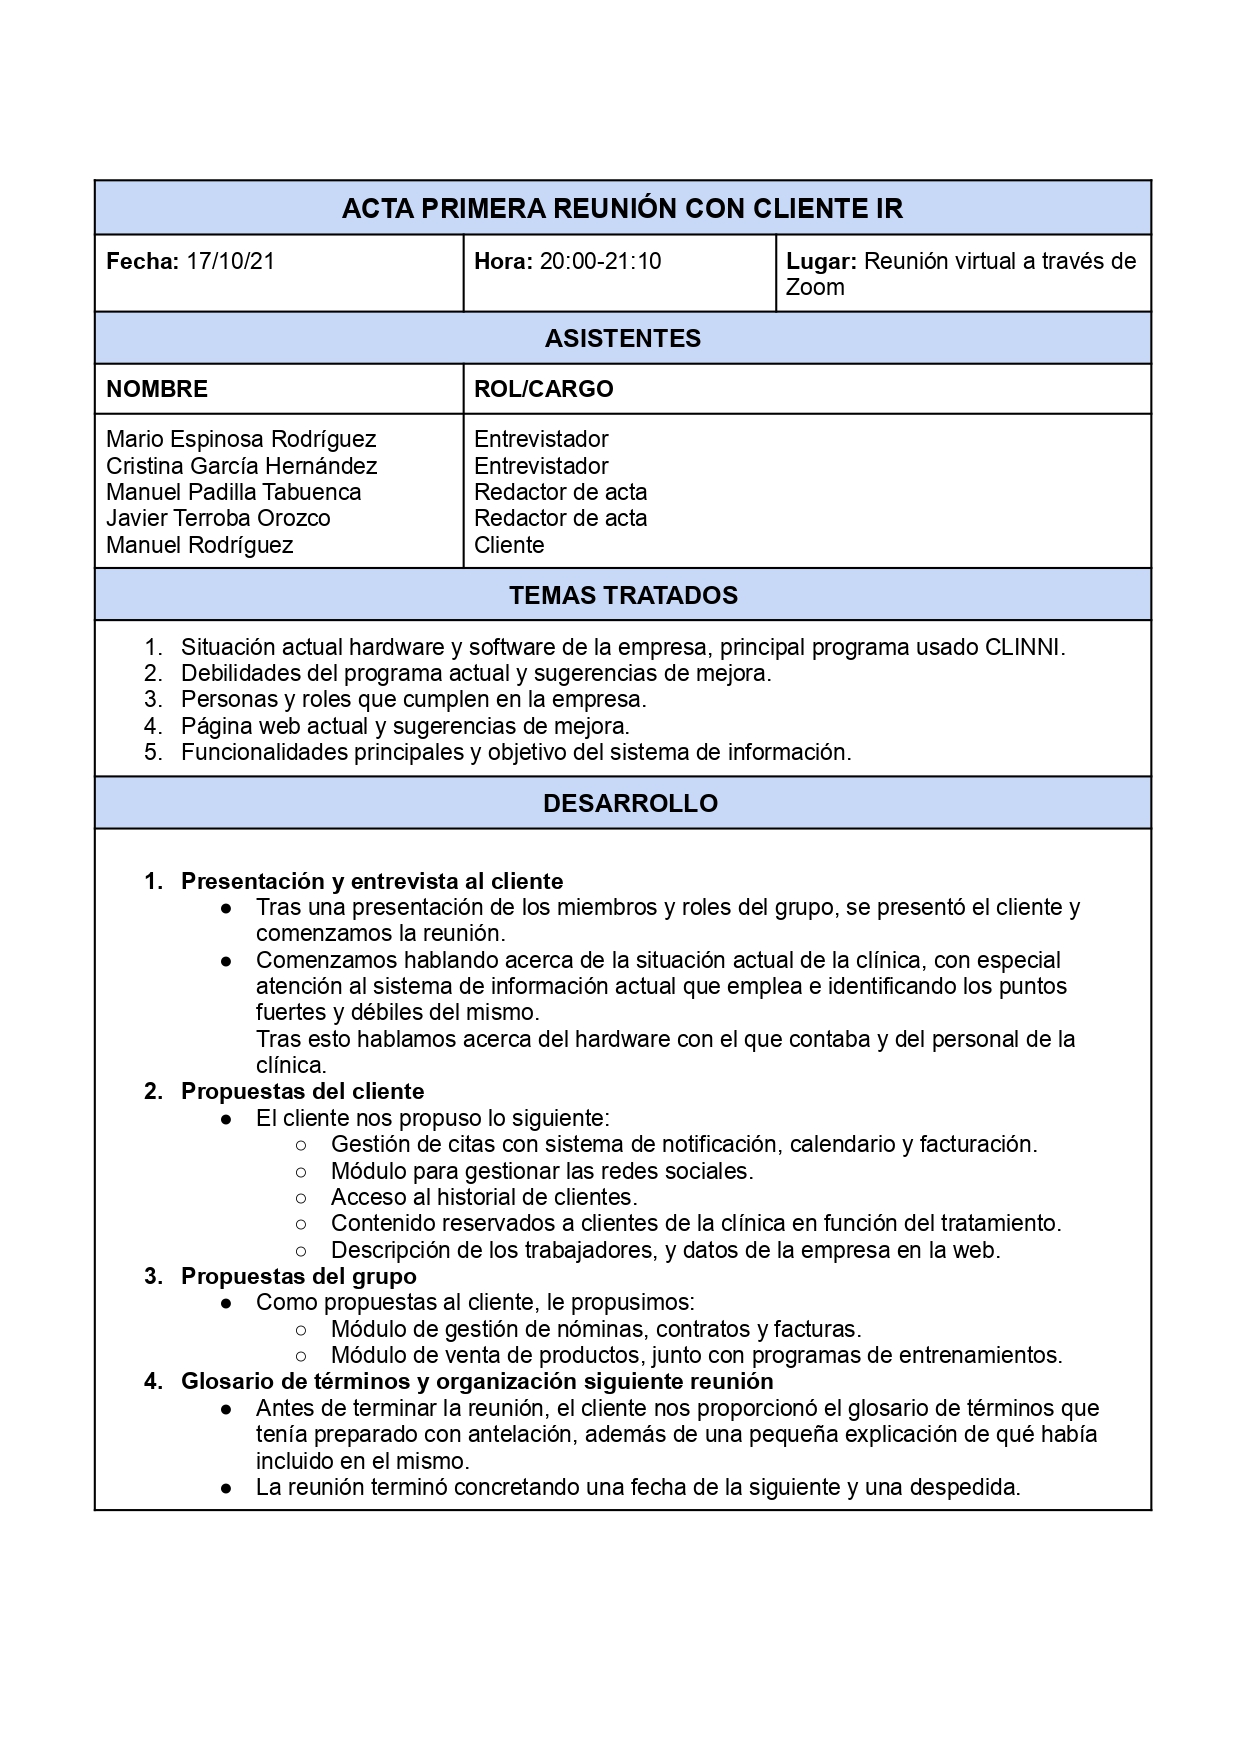 ACTA PRIMERA REUNIÓN CON CLIENTE IR
Fecha: 17/10/21
Hora: 20:00-21:10
Lugar: Reunión virtual a través de
Zoom
ASISTENTES
NOMBRE
ROL/CARGO
Mario Espinosa Rodríguez
Cristina García Hernández
Manuel Padilla Tabuenca
Javier Terroba Orozco
Manuel Rodríguez
Entrevistador
Entrevistador
Redactor de acta
Redactor de acta
Cliente
TEMAS TRATADOS
1. Situación actual hardware y software de la empresa, principal programa usado CLINNI.
2. Debilidades del programa actual y sugerencias de mejora.
3. Personas y roles que cumplen en la empresa.
4. Página web actual y sugerencias de mejora.
5. Funcionalidades principales y objetivo del sistema de información.
DESARROLLO
1. Presentación y entrevista al cliente
● Tras una presentación de los miembros y roles del grupo, se presentó el cliente y
comenzamos la reunión.
● Comenzamos hablando acerca de la situación actual de la clínica, con especial
atención al sistema de información actual que emplea e identificando los puntos
fuertes y débiles del mismo.
Tras esto hablamos acerca del hardware con el que contaba y del personal de la
clínica.
2. Propuestas del cliente
● El cliente nos propuso lo siguiente:
○ Gestión de citas con sistema de notificación, calendario y facturación.
○ Módulo para gestionar las redes sociales.
○ Acceso al historial de clientes.
○ Contenido reservados a clientes de la clínica en función del tratamiento.
○ Descripción de los trabajadores, y datos de la empresa en la web.
3. Propuestas del grupo
● Como propuestas al cliente, le propusimos:
○ Módulo de gestión de nóminas, contratos y facturas.
○ Módulo de venta de productos, junto con programas de entrenamientos.
4. Glosario de términos y organización siguiente reunión
● Antes de terminar la reunión, el cliente nos proporcionó el glosario de términos que
tenía preparado con antelación, además de una pequeña explicación de qué había
incluido en el mismo.
● La reunión terminó concretando una fecha de la siguiente y una despedida.